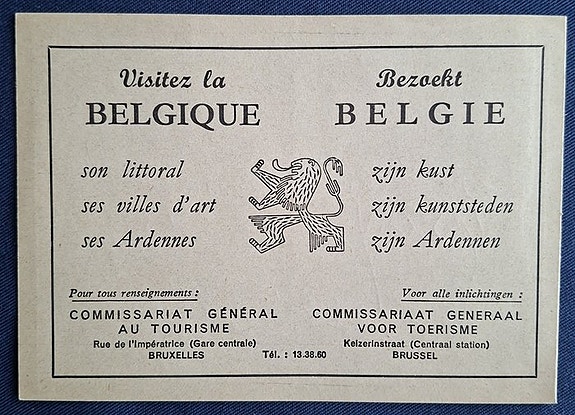 Visitez la
BELGIQUE
son littoral
ses villes d'art
ses Ardennes
Pour tous renseignements :
COMMISSARIAT GÉNÉRAL
AU TOURISME
Rue de l'Impératrice (Gare centrale)
BRUXELLES
Bezoekt
BELGIE
zijn kust
zijn kunststeden
zijn Ardennen
Voor alle inlichtingen :
COMMISSARIAAT GENERAAL
VOOR TOERISME
Keizerinstraat (Centraal station)
BRUSSEL
Tél. : 13.38.60